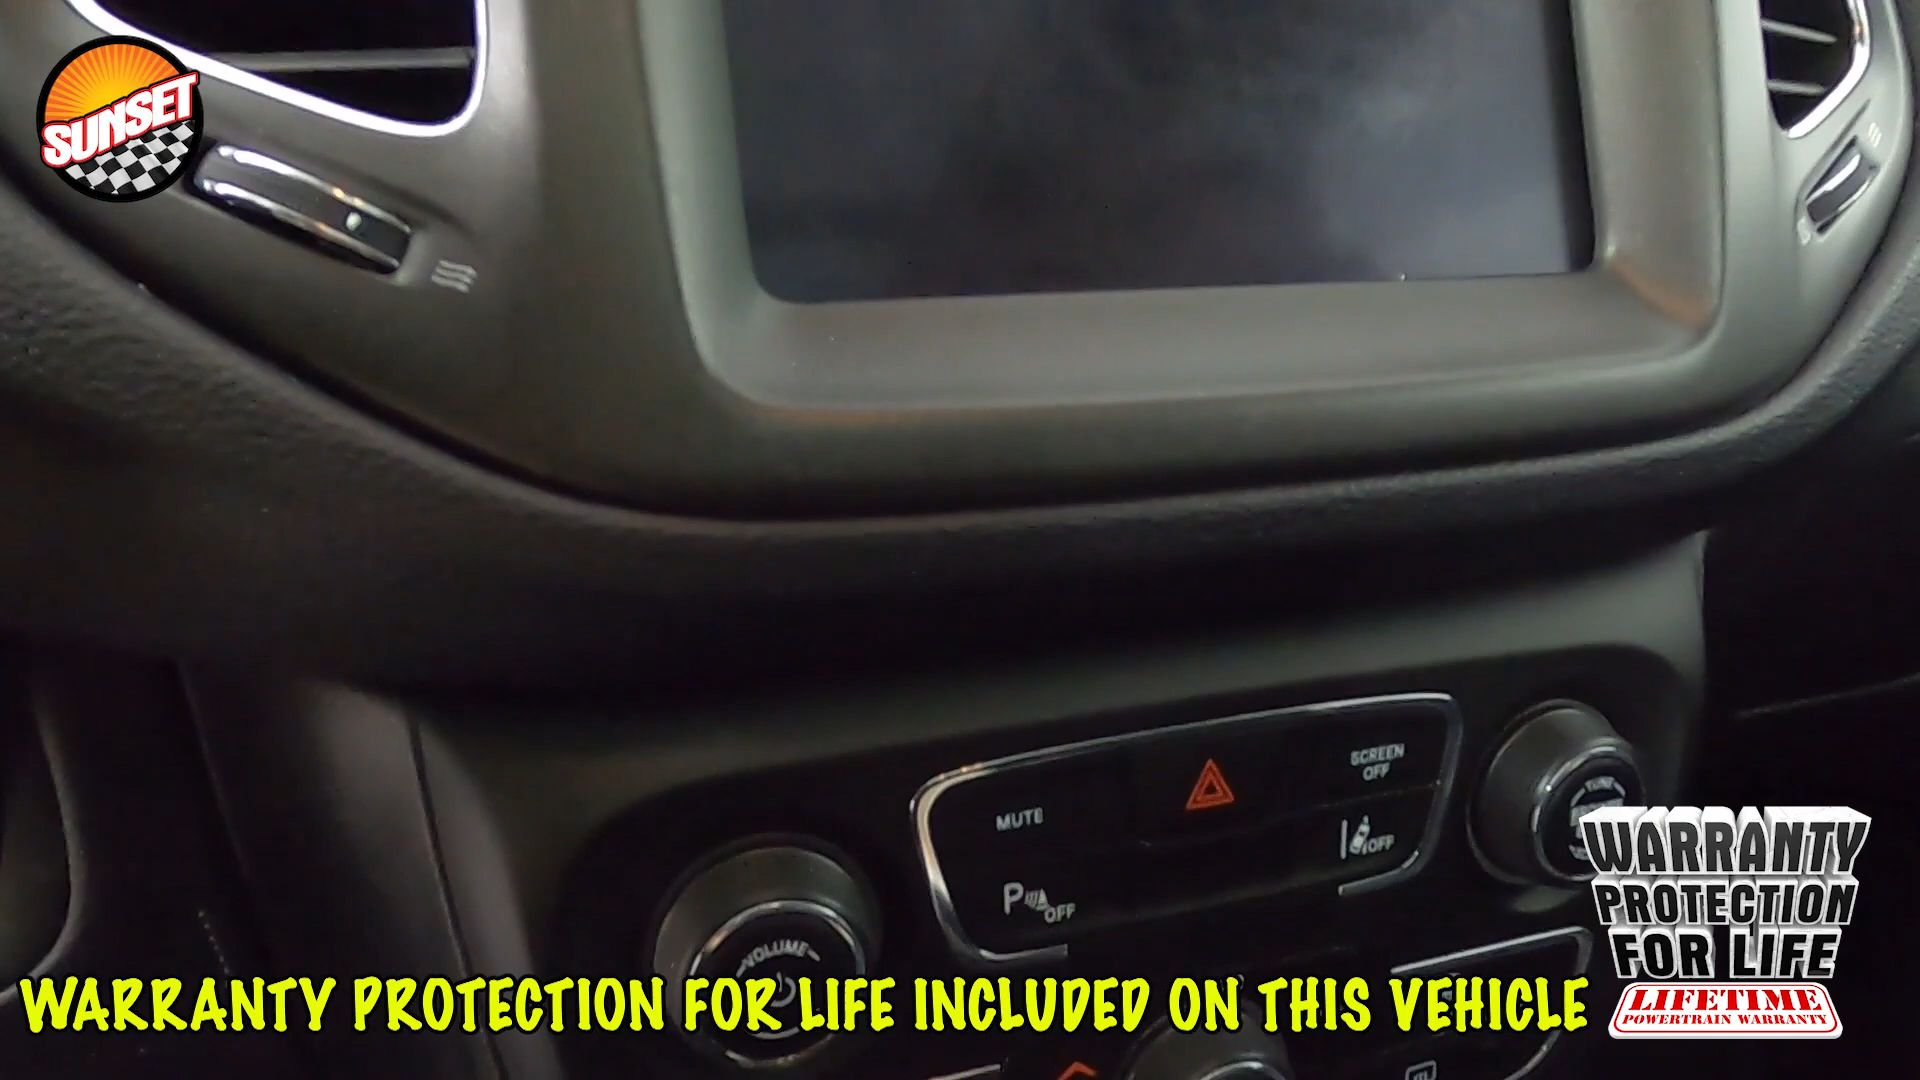 SUNSET
SCREEN
OFF
MUTE
OFF
P OFF
TUNE
VOLUME
WARRANTY
PROTECTION
FOR LIFE
LIFETIME
POWERTRAIN WARRANTY
WARRANTY PROTECTION FOR LIFE INCLUDED ON THIS VEHICLE